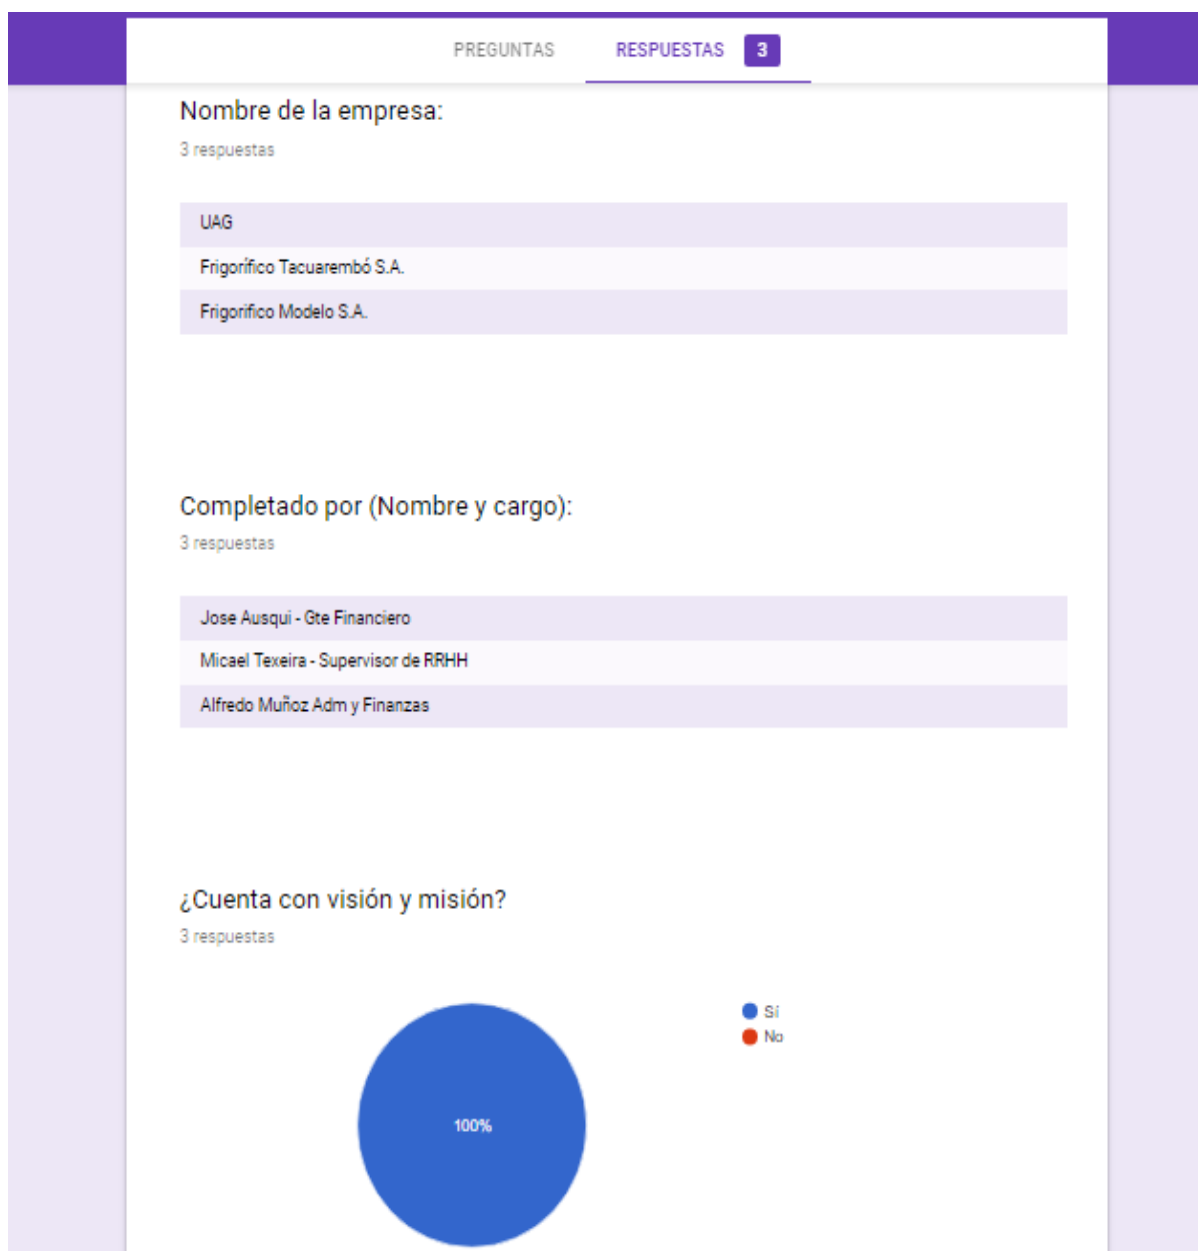 PREGUNTAS RESPUESTAS 3
Nombre de la empresa:
3 respuestas
UAG
Frigorífico Tacuarembó S.A.
Frigorifico Modelo S.A.
Completado por (Nombre y cargo):
3 respuestas
Jose Ausqui - Gte Financiero
Micael Texeira - Supervisor de RRHH
Alfredo Muñoz Adm y Finanzas
¿Cuenta con visión y misión?
3 respuestas
Sí
No
100%